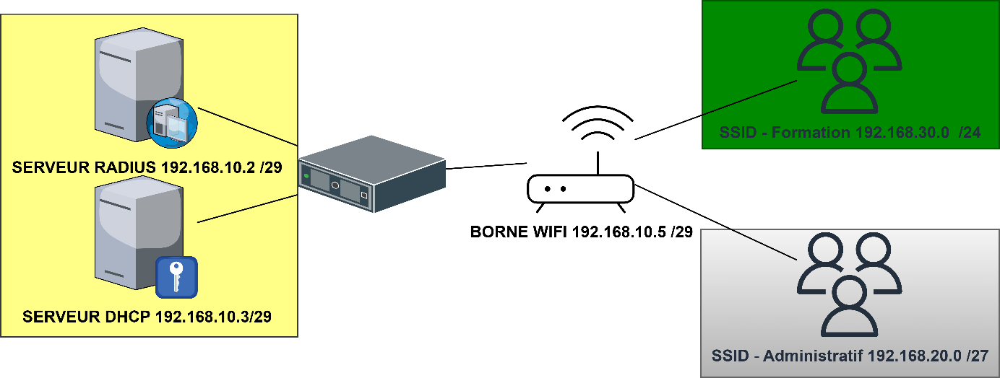 SERVEUR RADIUS 192.168.10.2 /29
SERVEUR DHCP 192.168.10.3/29
BORNE WIFI 192.168.10.5 /29
SSID - Formation 192.168.30.0  /24
SSID - Administratif 192.168.20.0 /27